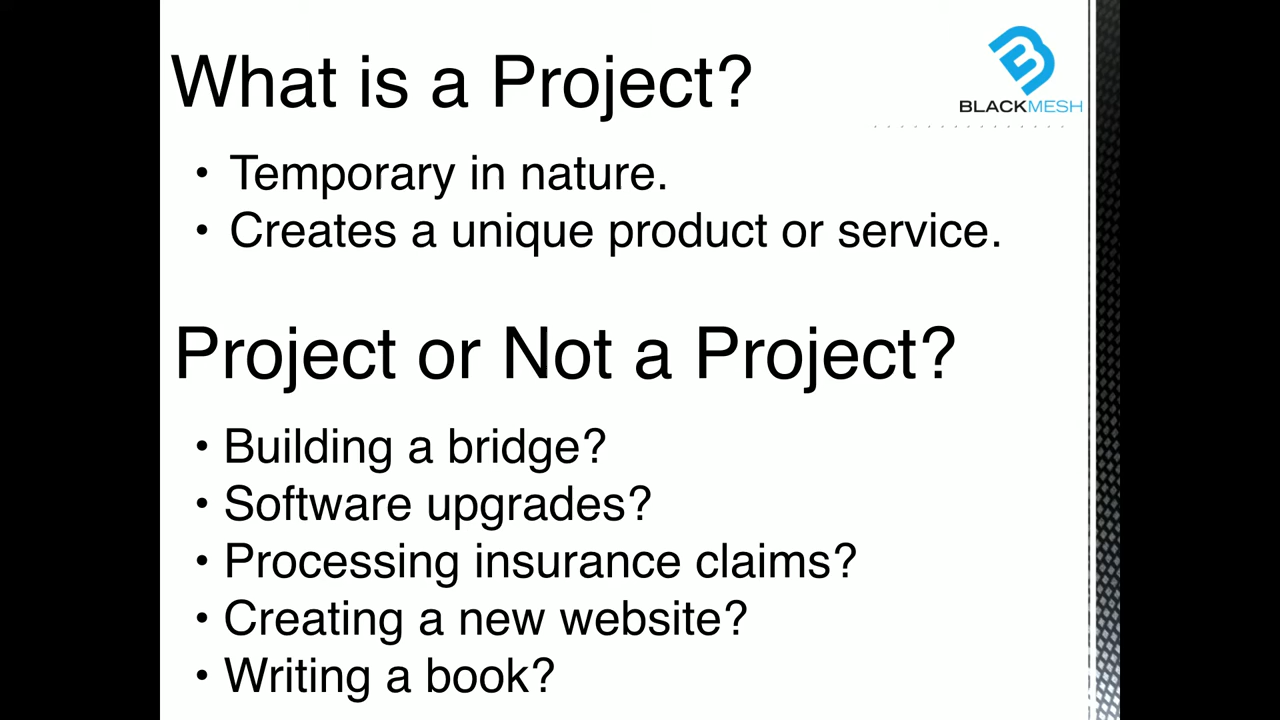 What is a Project?
BLACKMESH
• Temporary in nature.
• Creates a unique product or service.
Project or Not a Project?
• Building a bridge?
• Software upgrades?
• Processing insurance claims?
• Creating a new website?
• Writing a book?